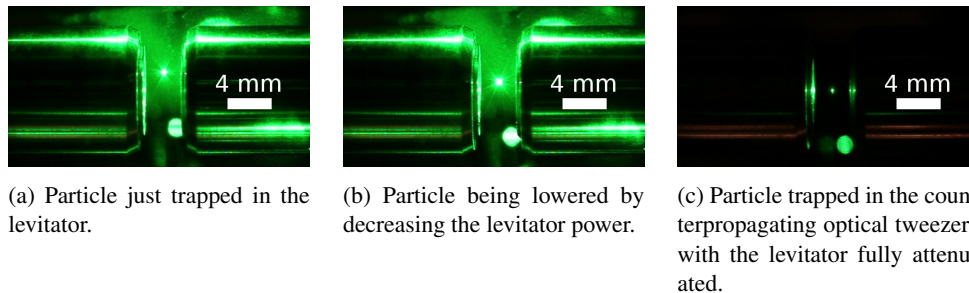 4 mm
4 mm
4 mm
(a) Particle just trapped in the
levitator.
(b) Particle being lowered by
decreasing the levitator power.
(c) Particle trapped in the coun
terpropagating optical tweezer
with the levitator fully attenu
ated.